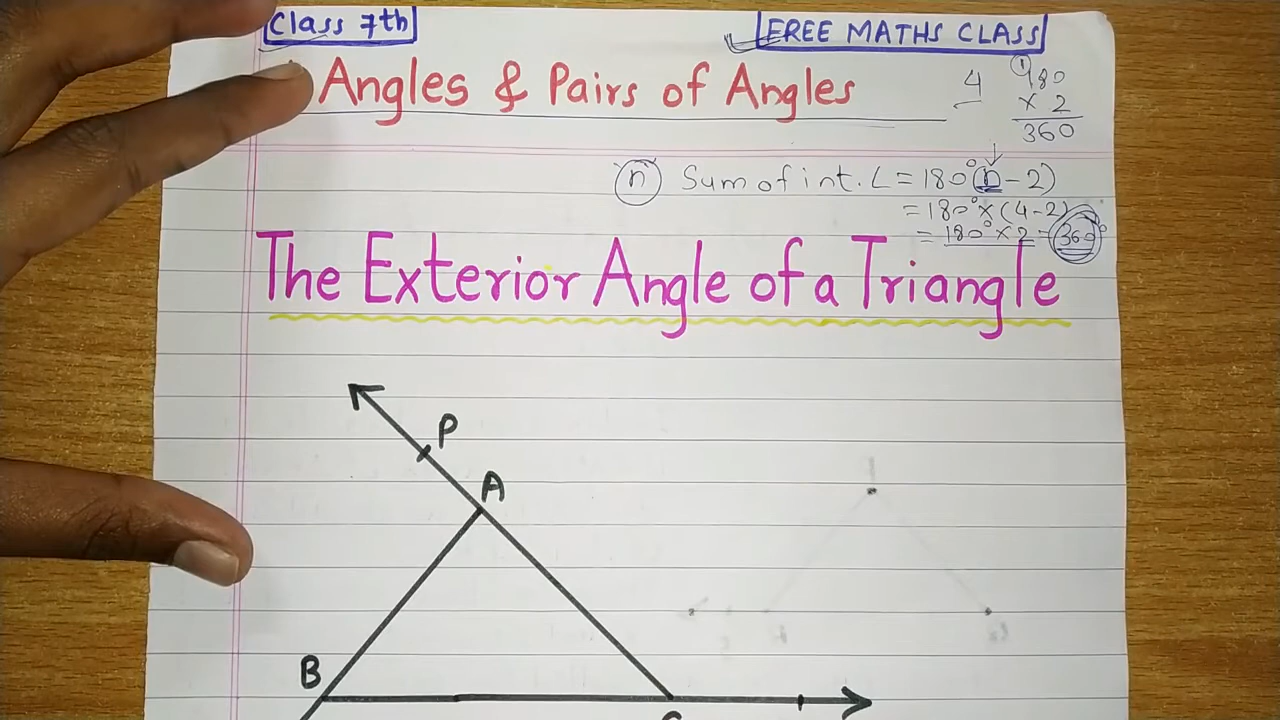 Class 7th
FREE MATHS CLASS
Angles & Pairs of Angles
4
1
180
× 2
360
n Sum of int. ∠ = 180°(n-2)
= 180°×(4-2)
= 180°×2 = 360°
The Exterior Angle of a Triangle
P
A
B